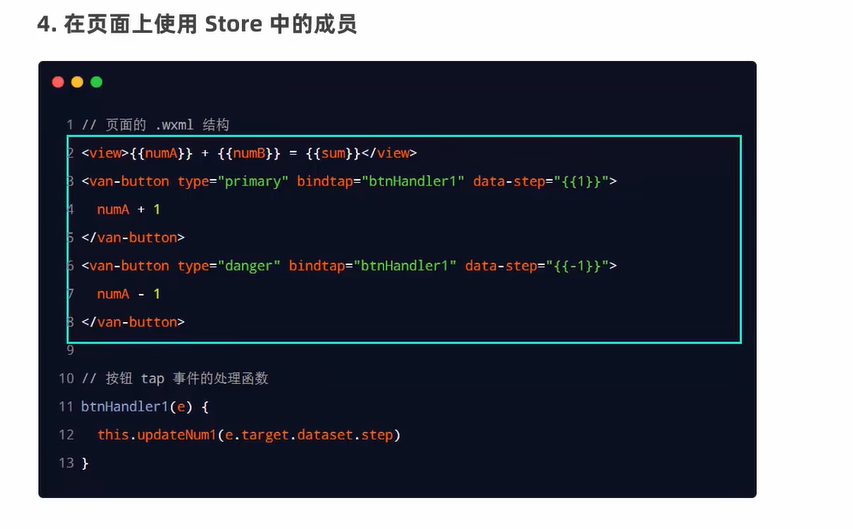 4. 在页面上使用 Store 中的成员
1 // 页面的 .wxml 结构
2 <view>{{numA}} + {{numB}} = {{sum}}</view>
3 <van-button type="primary" bindtap="btnHandler1" data-step="{{1}}">
4 numA + 1
5 </van-button>
6 <van-button type="danger" bindtap="btnHandler1" data-step="{{-1}}">
7 numA - 1
8 </van-button>
9
10 // 按钮 tap 事件的处理函数
11 btnHandler1(e) {
12 this.updateNum1(e.target.dataset.step)
13 }